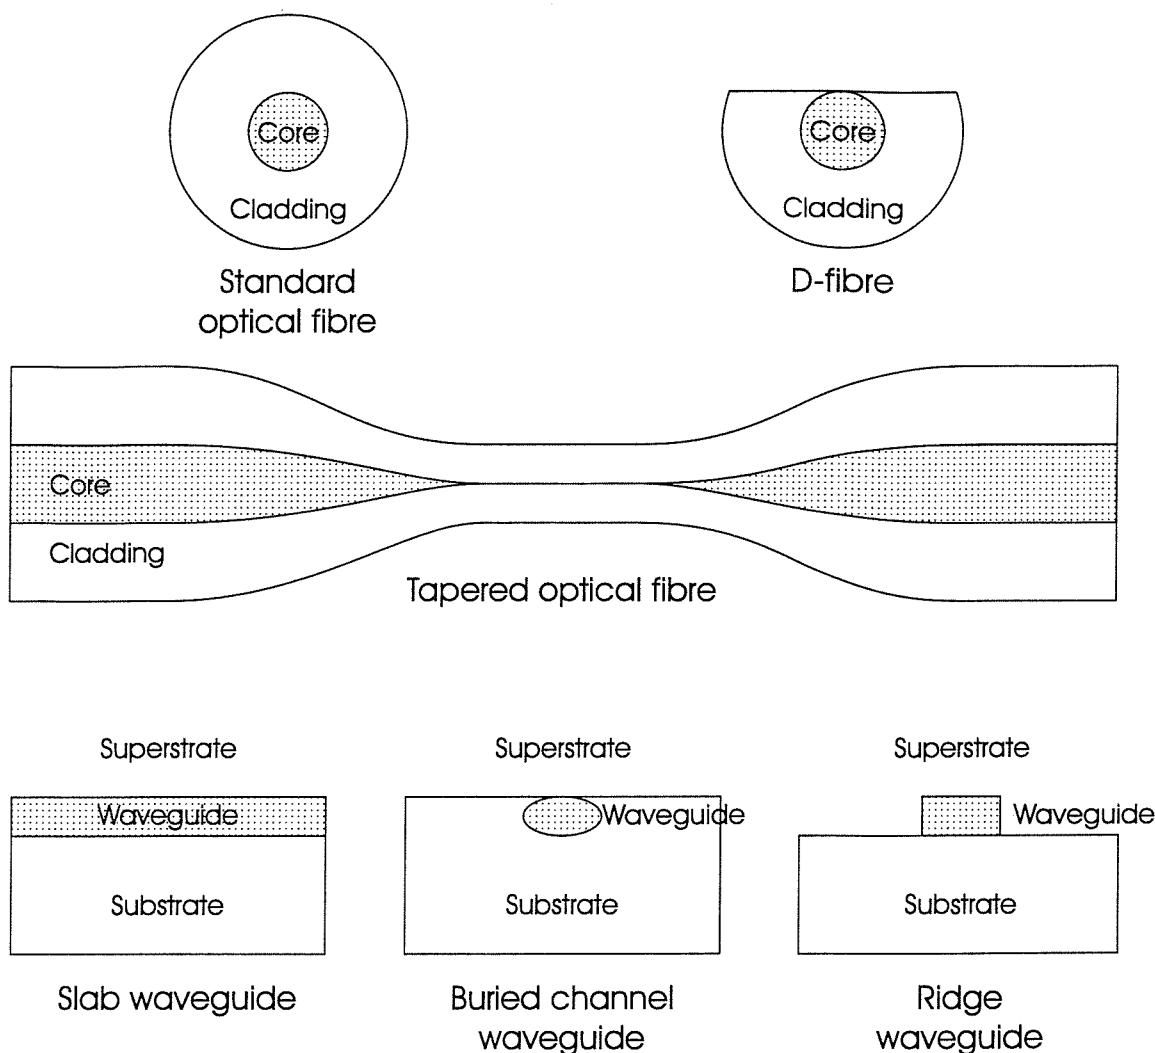 Core
Cladding
Standard
optical fibre
Core
Cladding
D-fibre
Core
Cladding
Tapered optical fibre
Superstrate
Waveguide
Substrate
Slab waveguide
Superstrate
Waveguide
Substrate
Buried channel
waveguide
Superstrate
Waveguide
Substrate
Ridge
waveguide